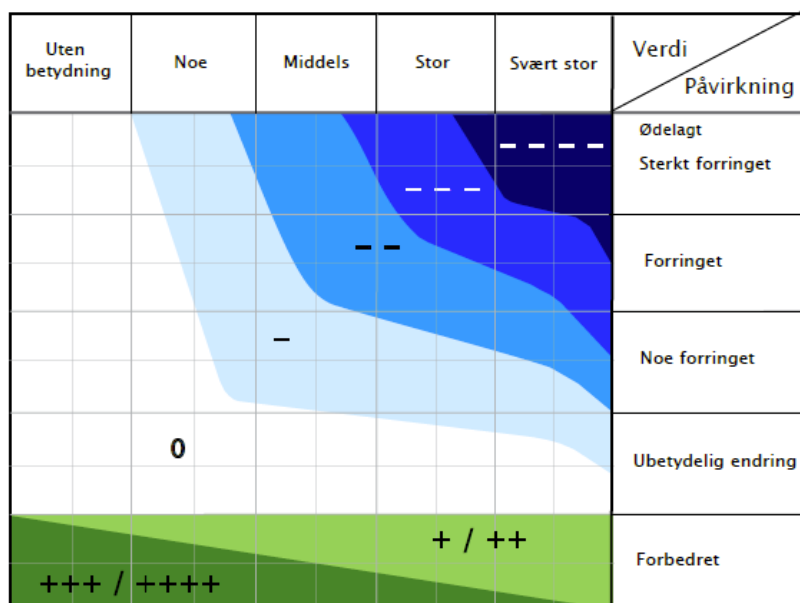 Uten
betydning
Noe
Middels
Stor
Svært stor
Verdi
Påvirkning
Ødelagt
Sterkt forringet
– – – –
– – –
– –
Forringet
–
Noe forringet
0
Ubetydelig endring
+ / ++
Forbedret
+++ / ++++